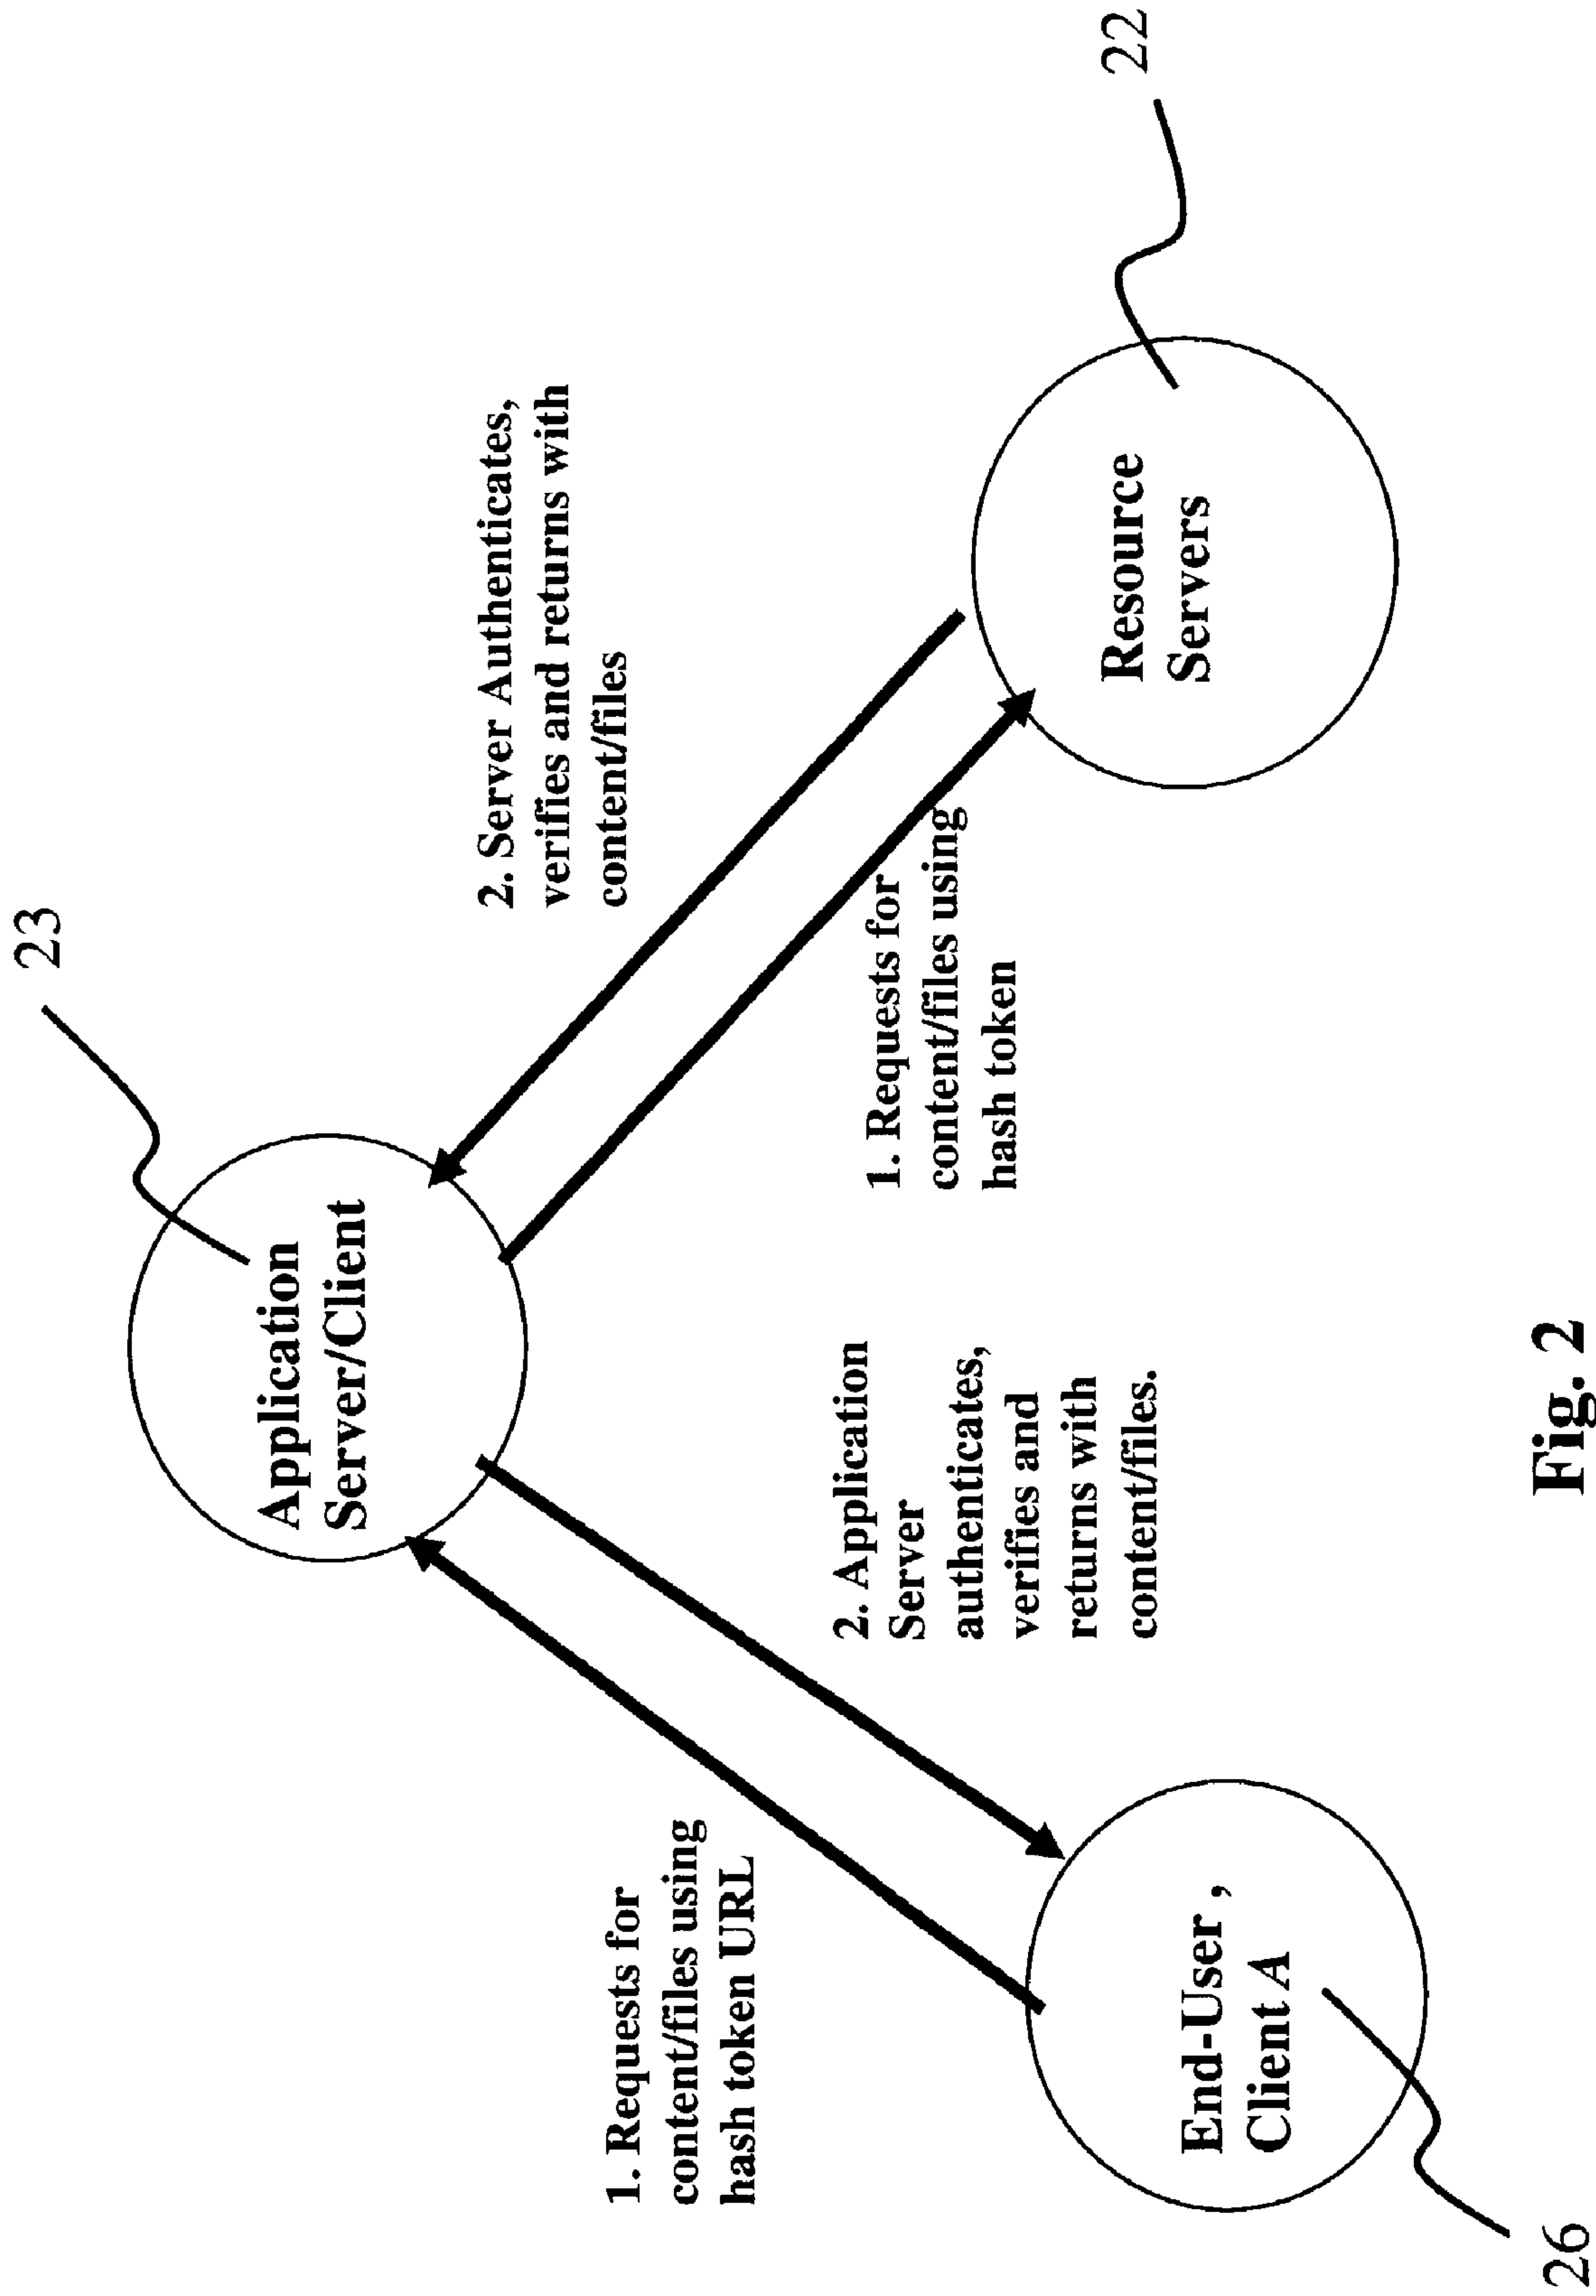 23
Application
Server/Client
1. Requests for
content/files using
hash token URL
2. Server Authenticates,
verifies and returns with
content/files
2. Application
Server
authenticates,
verifies and
returns with
content/files.
1. Requests for
content/files using
hash token
End-User ,
Client A
Resource
Servers
26
22
Fig. 2